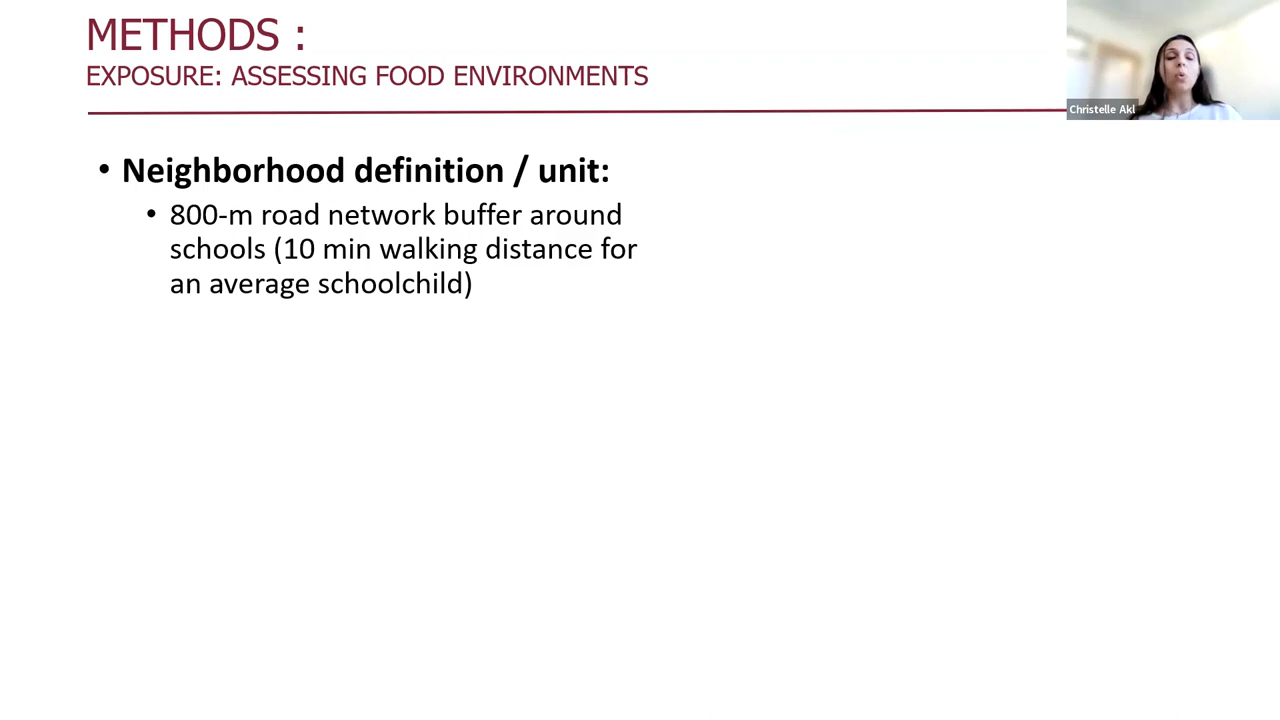 METHODS :
EXPOSURE: ASSESSING FOOD ENVIRONMENTS
Christelle Akl
• Neighborhood definition / unit:
• 800-m road network buffer around
schools (10 min walking distance for
an average schoolchild)